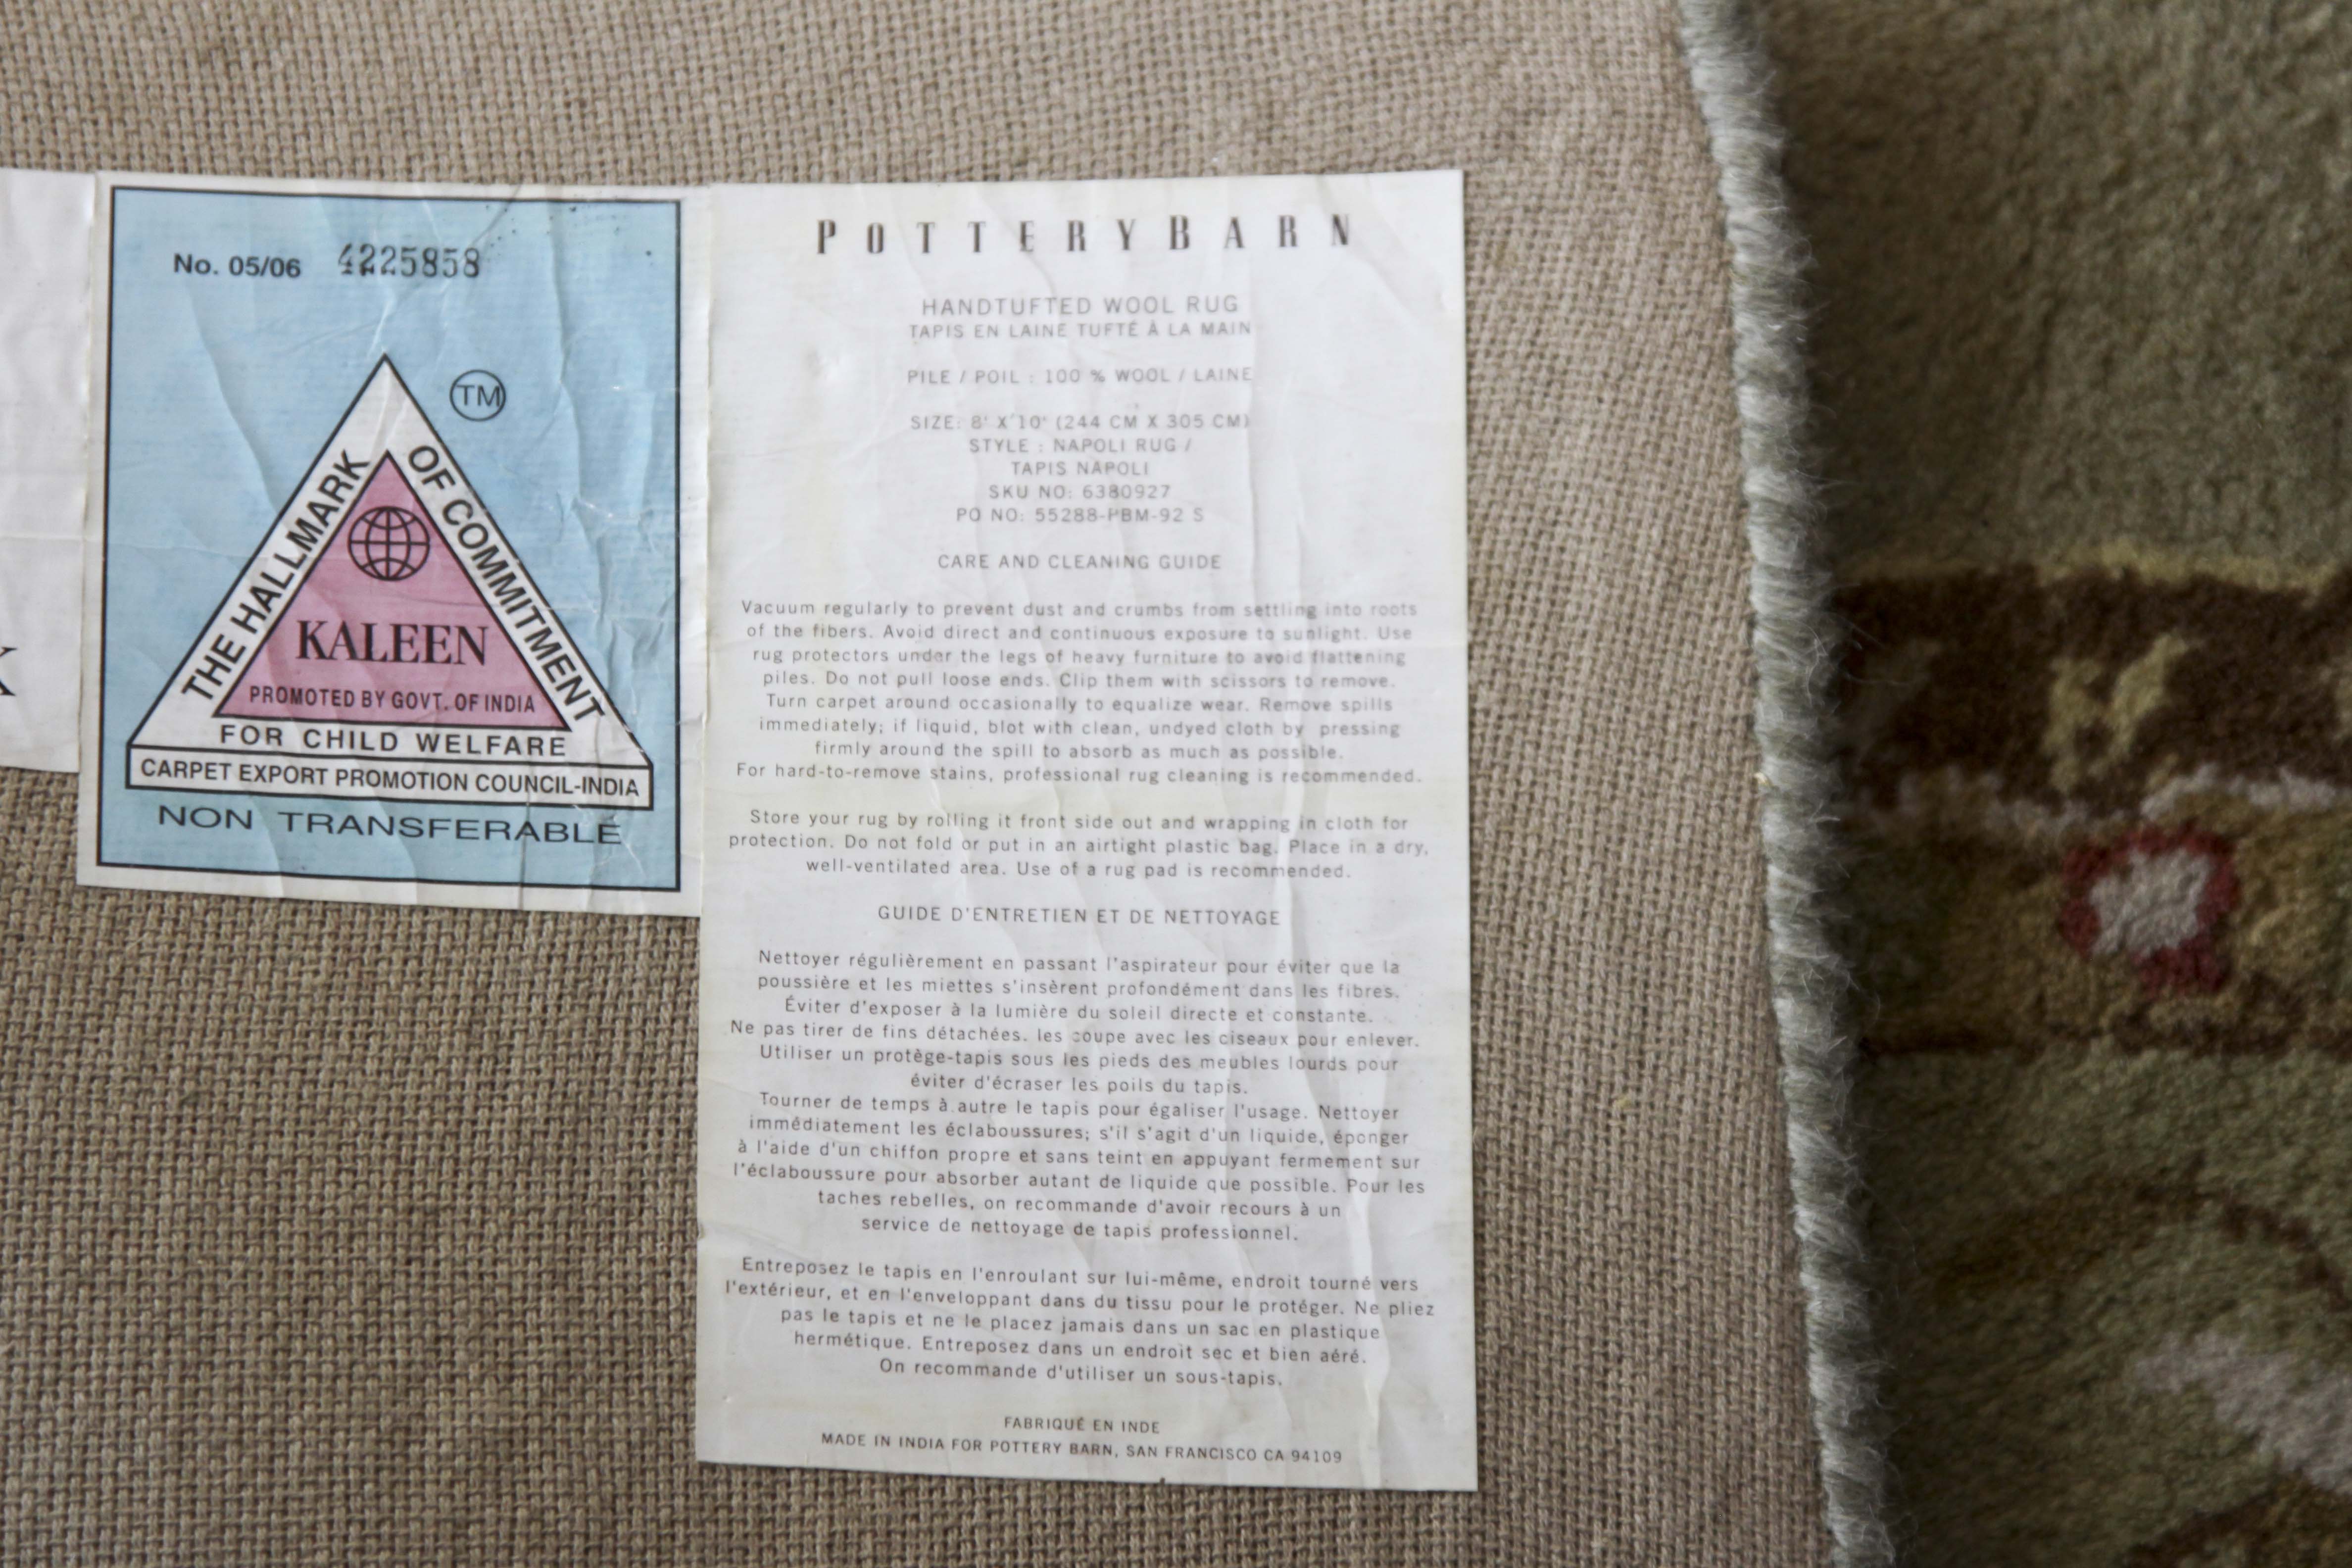 No. 05/06 4225858
TM
THE HALLMARK OF COMMITMENT
KALEEN
PROMOTED BY GOVT. OF INDIA
FOR CHILD WELFARE
CARPET EXPORT PROMOTION COUNCIL-INDIA
NON TRANSFERABLE
POTTERY BARN
HANDTUFTED WOOL RUG
TAPIS EN LAINE TUFTÉ À LA MAIN
PILE / POIL : 100 % WOOL / LAINE
SIZE: 8' X 10' (244 CM X 305 CM)
STYLE : NAPOLI RUG /
TAPIS NAPOLI
SKU NO: 6380927
PO NO: 55288-PBM-92 S
CARE AND CLEANING GUIDE
Vacuum regularly to prevent dust and crumbs from settling into roots
of the fibers. Avoid direct and continuous exposure to sunlight. Use
rug protectors under the legs of heavy furniture to avoid flattening
piles. Do not pull loose ends. Clip them with scissors to remove.
Turn carpet around occasionally to equalize wear. Remove spills
immediately; if liquid, blot with clean, undyed cloth by pressing
firmly around the spill to absorb as much as possible.
For hard-to-remove stains, professional rug cleaning is recommended.
Store your rug by rolling it front side out and wrapping in cloth for
protection. Do not fold or put in an airtight plastic bag. Place in a dry,
well-ventilated area. Use of a rug pad is recommended.
GUIDE D'ENTRETIEN ET DE NETTOYAGE
Nettoyer régulièrement en passant l'aspirateur pour éviter que la
poussière et les miettes s'insèrent profondément dans les fibres.
Éviter d'exposer à la lumière du soleil directe et constante.
Ne pas tirer de fins détachées. les coupe avec les ciseaux pour enlever.
Utiliser un protège-tapis sous les pieds des meubles lourds pour
éviter d'écraser les poils du tapis.
Tourner de temps à autre le tapis pour égaliser l'usage. Nettoyer
immédiatement les éclaboussures; s'il s'agit d'un liquide, éponger
à l'aide d'un chiffon propre et sans teint en appuyant fermement sur
l'éclaboussure pour absorber autant de liquide que possible. Pour les
taches rebelles, on recommande d'avoir recours à un
service de nettoyage de tapis professionnel.
Entreposez le tapis en l'enroulant sur lui-même, endroit tourné vers
l'extérieur, et en l'enveloppant dans du tissu pour le protéger. Ne pliez
pas le tapis et ne le placez jamais dans un sac en plastique
hermétique. Entreposez dans un endroit sec et bien aéré.
On recommande d'utiliser un sous-tapis.
FABRIQUÉ EN INDE
MADE IN INDIA FOR POTTERY BARN, SAN FRANCISCO CA 94109